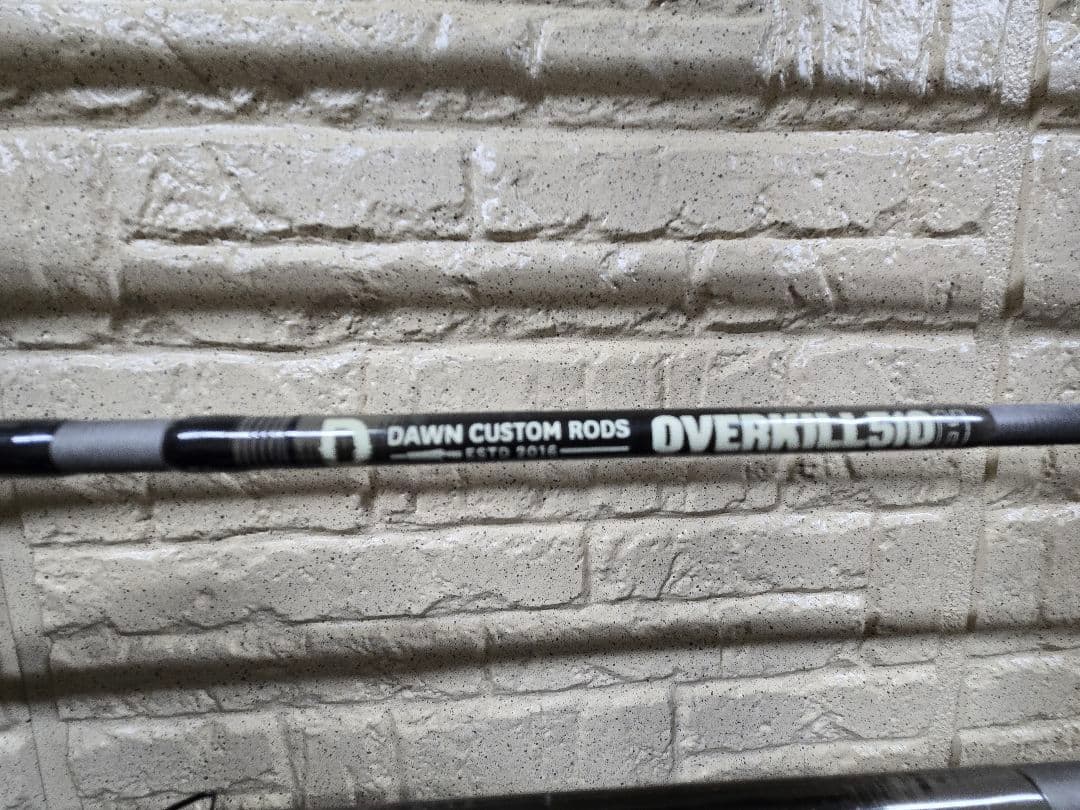 D DAWN CUSTOM RODS OVERKILL510
ESTD 2016